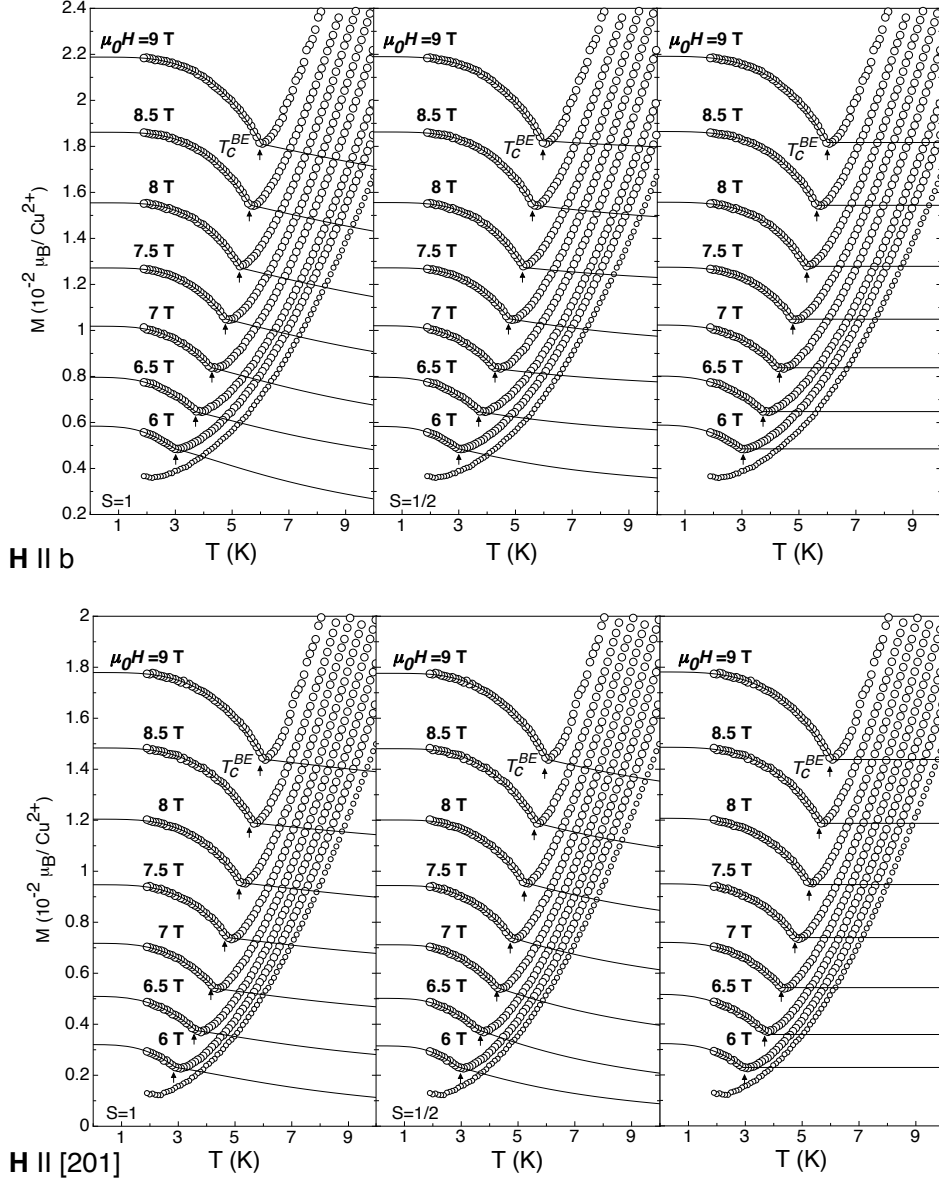 μ₀H =9 T
8.5 T
8 T
7.5 T
7 T
6.5 T
6 T
T_c^BE
S=1
μ₀H =9 T
8.5 T
8 T
7.5 T
7 T
6.5 T
6 T
T_c^BE
S=1/2
μ₀H =9 T
8.5 T
8 T
7.5 T
7 T
6.5 T
6 T
T_c^BE
2.4
2.2
2
1.8
1.6
1.4
1.2
1
0.8
0.6
0.4
0.2
M (10⁻² μ_B/ Cu²⁺)
1 3 5 7 9 1 3 5 7 9 1 3 5 7 9
T (K) T (K) T (K)
H II b
μ₀H =9 T
8.5 T
8 T
7.5 T
7 T
6.5 T
6 T
T_c^BE
S=1
μ₀H =9 T
8.5 T
8 T
7.5 T
7 T
6.5 T
6 T
T_c^BE
S=1/2
μ₀H =9 T
8.5 T
8 T
7.5 T
7 T
6.5 T
6 T
T_c^BE
2
1.8
1.6
1.4
1.2
1
0.8
0.6
0.4
0.2
0
M (10⁻² μ_B/ Cu²⁺)
1 3 5 7 9 1 3 5 7 9 1 3 5 7 9
T (K) T (K) T (K)
H II [201]